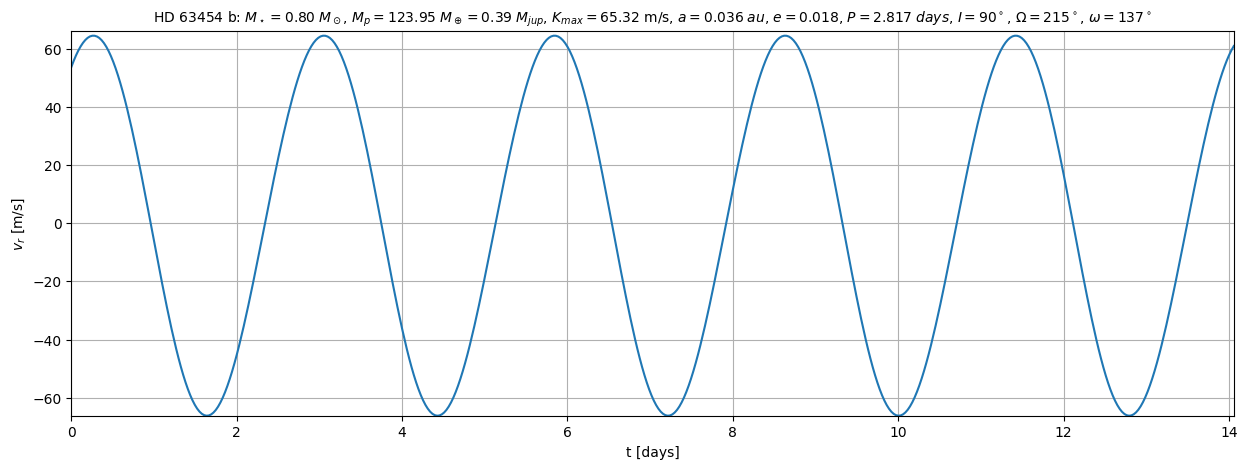 HD 63454 b: M⋆ = 0.80 M⊙, Mp = 123.95 M⊕ = 0.39 Mjup, Kmax = 65.32 m/s, a = 0.036 au, e = 0.018, P = 2.817 days, I = 90°, Ω = 215°, ω = 137°
60
40
20
0
−20
−40
−60
vr [m/s]
0 2 4 6 8 10 12 14
t [days]